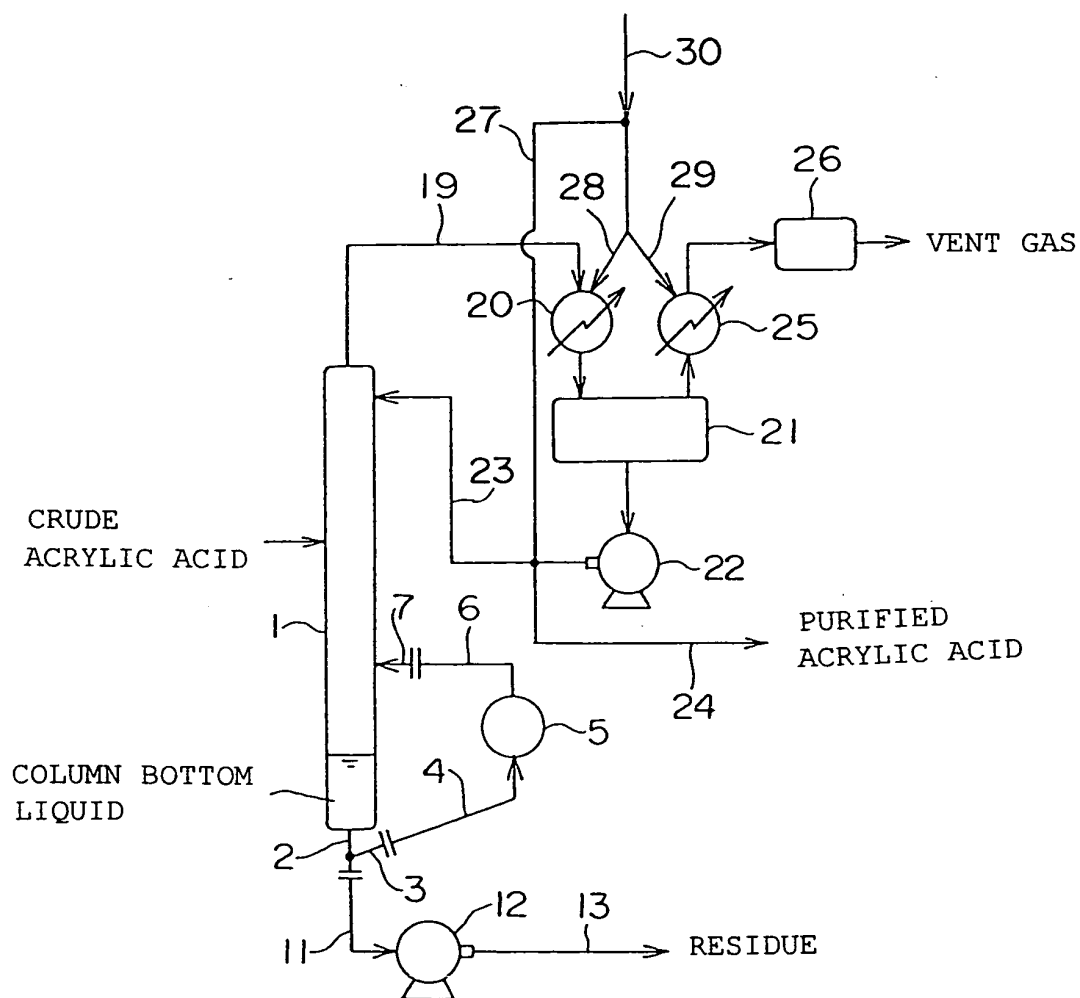 30
27
26
19
28
29
VENT GAS
20
25
21
23
CRUDE
ACRYLIC ACID
22
7
6
PURIFIED
ACRYLIC ACID
1
24
5
COLUMN BOTTOM
LIQUID
4
2
3
12
13
11
RESIDUE